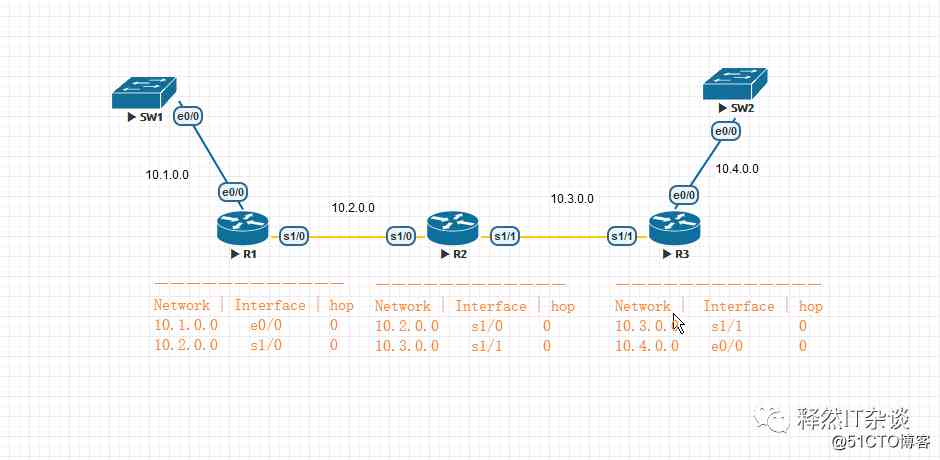 SW1
e0/0
SW2
e0/0
10.1.0.0
10.4.0.0
e0/0
e0/0
10.2.0.0
10.3.0.0
s1/0
s1/0
s1/1
s1/1
R1
R2
R3
Network | Interface | hop
10.1.0.0 e0/0 0
10.2.0.0 s1/0 0
Network | Interface | hop
10.2.0.0 s1/0 0
10.3.0.0 s1/1 0
Network | Interface | hop
10.3.0.0 s1/1 0
10.4.0.0 e0/0 0
释然IT杂谈
@51CTO博客